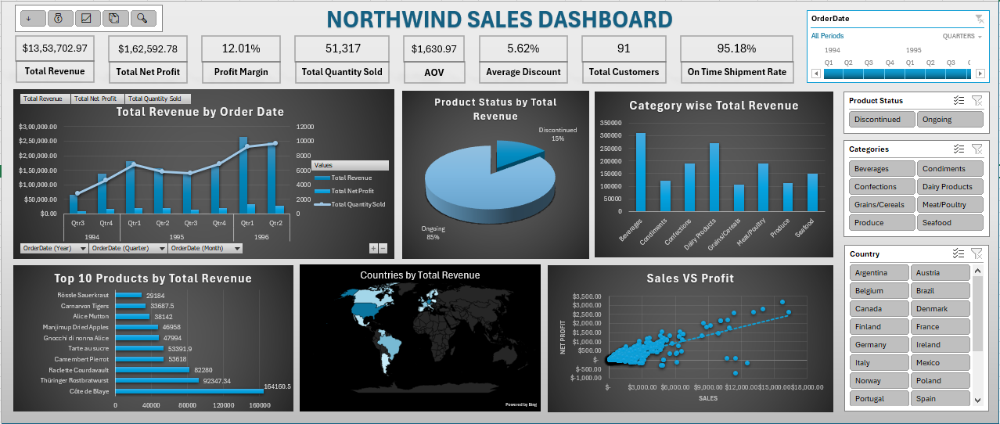 NORTHWIND SALES DASHBOARD
$13,53,702.97
Total Revenue
$1,62,592.78
Total Net Profit
12.01%
Profit Margin
51,317
Total Quantity Sold
$1,630.97
AOV
5.62%
Average Discount
91
Total Customers
95.18%
On Time Shipment Rate
OrderDate
All Periods
QUARTERS
1994 1995
Q1 Q2 Q3 Q4 Q1 Q2 Q3
Total Revenue Total Net Profit Total Quantity Sold
Total Revenue by Order Date
$3,00,000.00
$2,50,000.00
$2,00,000.00
$1,50,000.00
$1,00,000.00
$50,000.00
$0.00
12000
10000
8000
6000
4000
2000
0
Qtr3 Qtr4 Qtr1 Qtr2 Qtr3 Qtr4 Qtr1 Qtr2
1994 1995 1996
Values
Total Revenue
Total Net Profit
Total Quantity Sold
OrderDate (Year) OrderDate (Quarter) OrderDate (Month)
Product Status by Total
Revenue
Discontinued
15%
Ongoing
85%
Category wise Total Revenue
350000
300000
250000
200000
150000
100000
50000
0
Beverages
Condiments
Confections
Dairy Products
Grains/Cereals
Meat/Poultry
Produce
Seafood
Product Status
Discontinued Ongoing
Categories
Beverages Condiments
Confections Dairy Products
Grains/Cereals Meat/Poultry
Produce Seafood
Country
Argentina Austria
Belgium Brazil
Canada Denmark
Finland France
Germany Ireland
Italy Mexico
Norway Poland
Portugal Spain
Top 10 Products by Total Revenue
Rössle Sauerkraut 29184
Carnarvon Tigers 33687.5
Alice Mutton 38142
Manjimup Dried Apples 46958
Gnocchi di nonna Alice 47994
Tarte au sucre 53391.9
Camembert Pierrot 53618
Raclette Courdavault 82280
Thüringer Rostbratwurst 92347.34
Côte de Blaye 164160.5
0 40000 80000 120000 160000
Countries by Total Revenue
Powered by Bing
Sales VS Profit
NET PROFIT
$3,500.00
$3,000.00
$2,500.00
$2,000.00
$1,500.00
$1,000.00
$500.00
$-
$-500.00
$-1,000.00
$- $3,000.00 $6,000.00 $9,000.00 $12,000.00 $15,000.00 $18,000.00
SALES